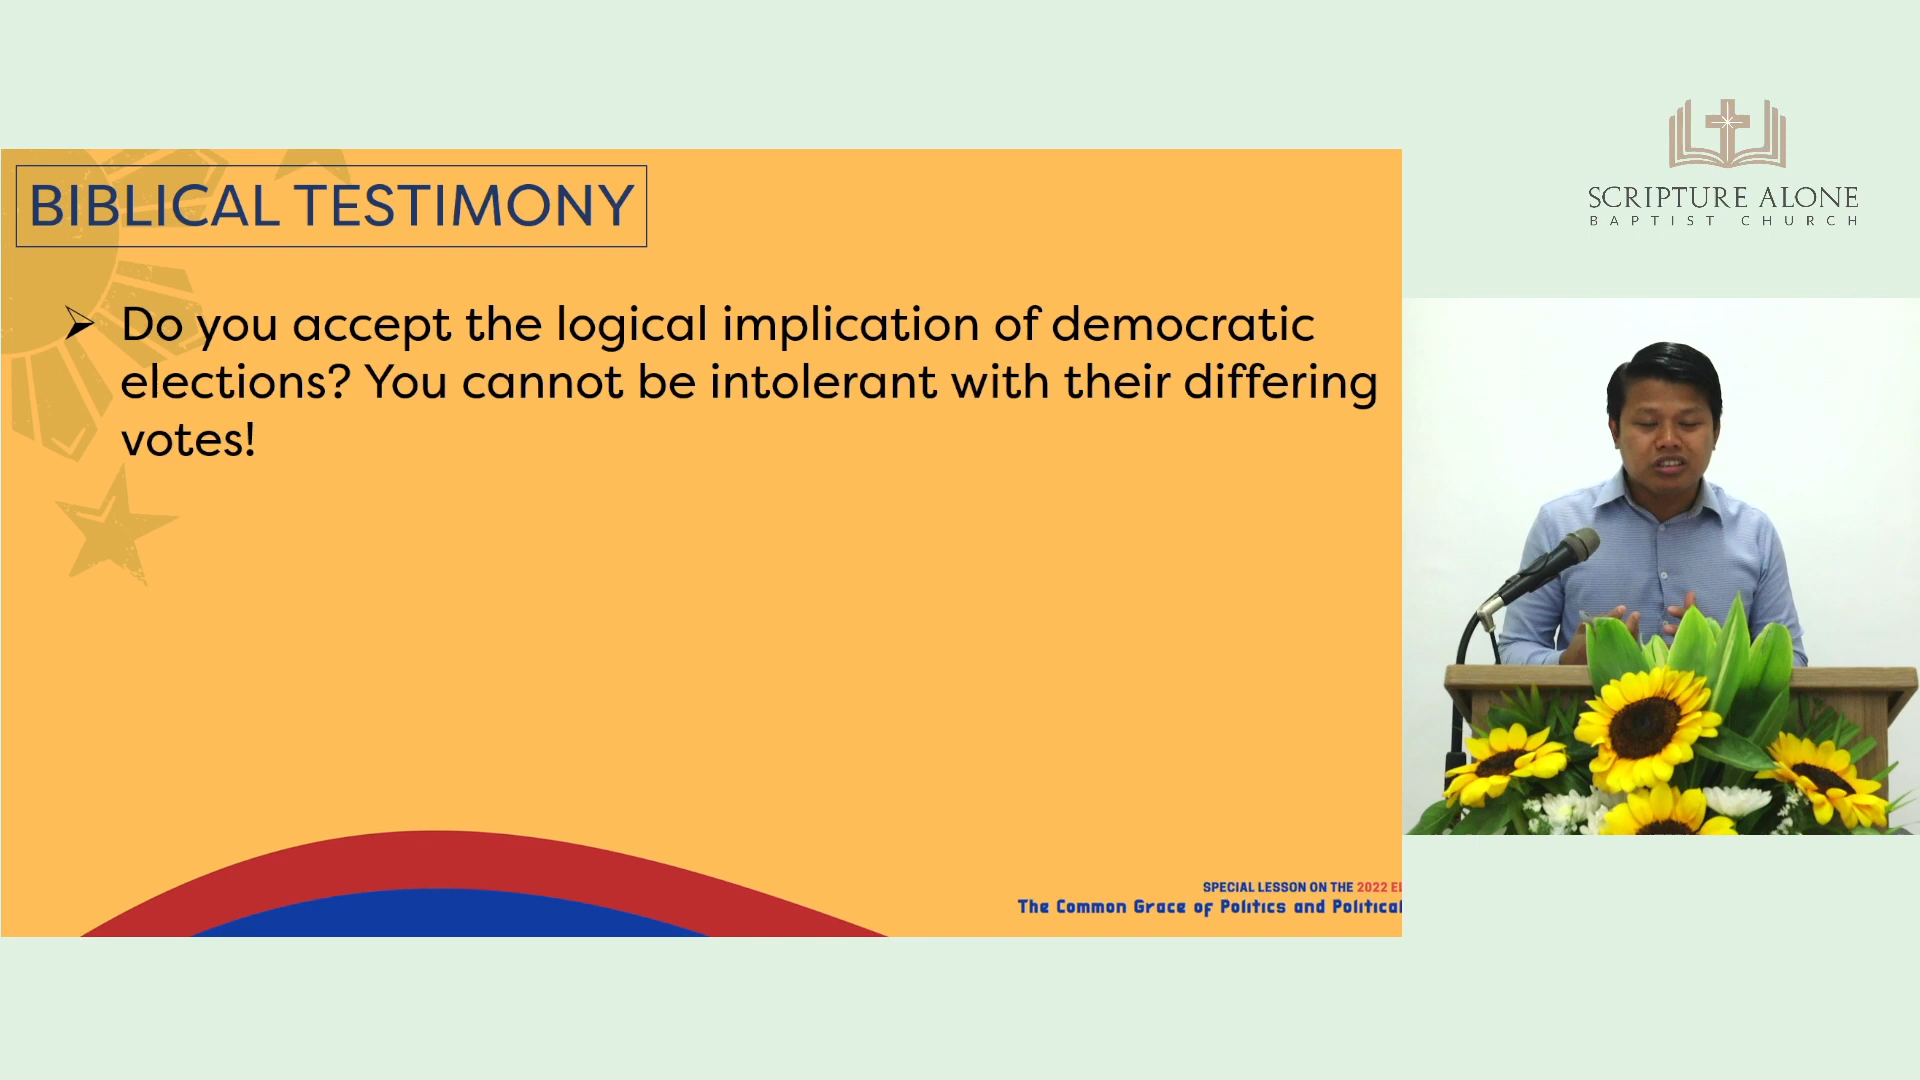 BIBLICAL TESTIMONY
➢ Do you accept the logical implication of democratic
elections? You cannot be intolerant with their differing
votes!
SPECIAL LESSON ON THE 2022
The Common Grace of Politics and Political
SCRIPTURE ALONE
BAPTIST CHURCH